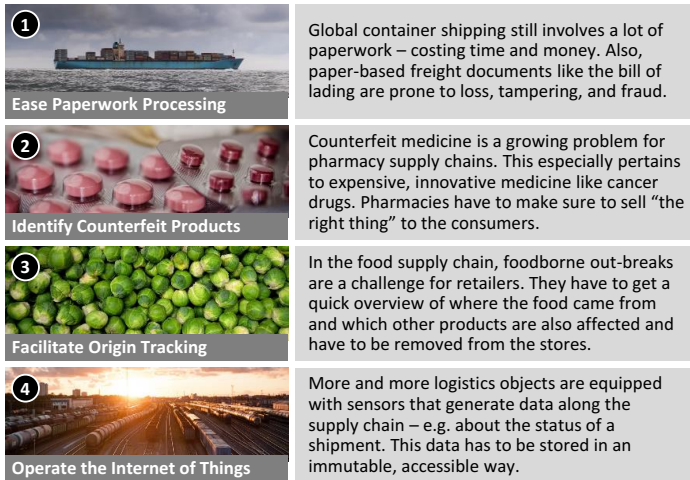 1
Ease Paperwork Processing
Global container shipping still involves a lot of
paperwork – costing time and money. Also,
paper-based freight documents like the bill of
lading are prone to loss, tampering, and fraud.
2
Identify Counterfeit Products
Counterfeit medicine is a growing problem for
pharmacy supply chains. This especially pertains
to expensive, innovative medicine like cancer
drugs. Pharmacies have to make sure to sell “the
right thing” to the consumers.
3
Facilitate Origin Tracking
In the food supply chain, foodborne out-breaks
are a challenge for retailers. They have to get a
quick overview of where the food came from
and which other products are also affected and
have to be removed from the stores.
4
Operate the Internet of Things
More and more logistics objects are equipped
with sensors that generate data along the
supply chain – e.g. about the status of a
shipment. This data has to be stored in an
immutable, accessible way.